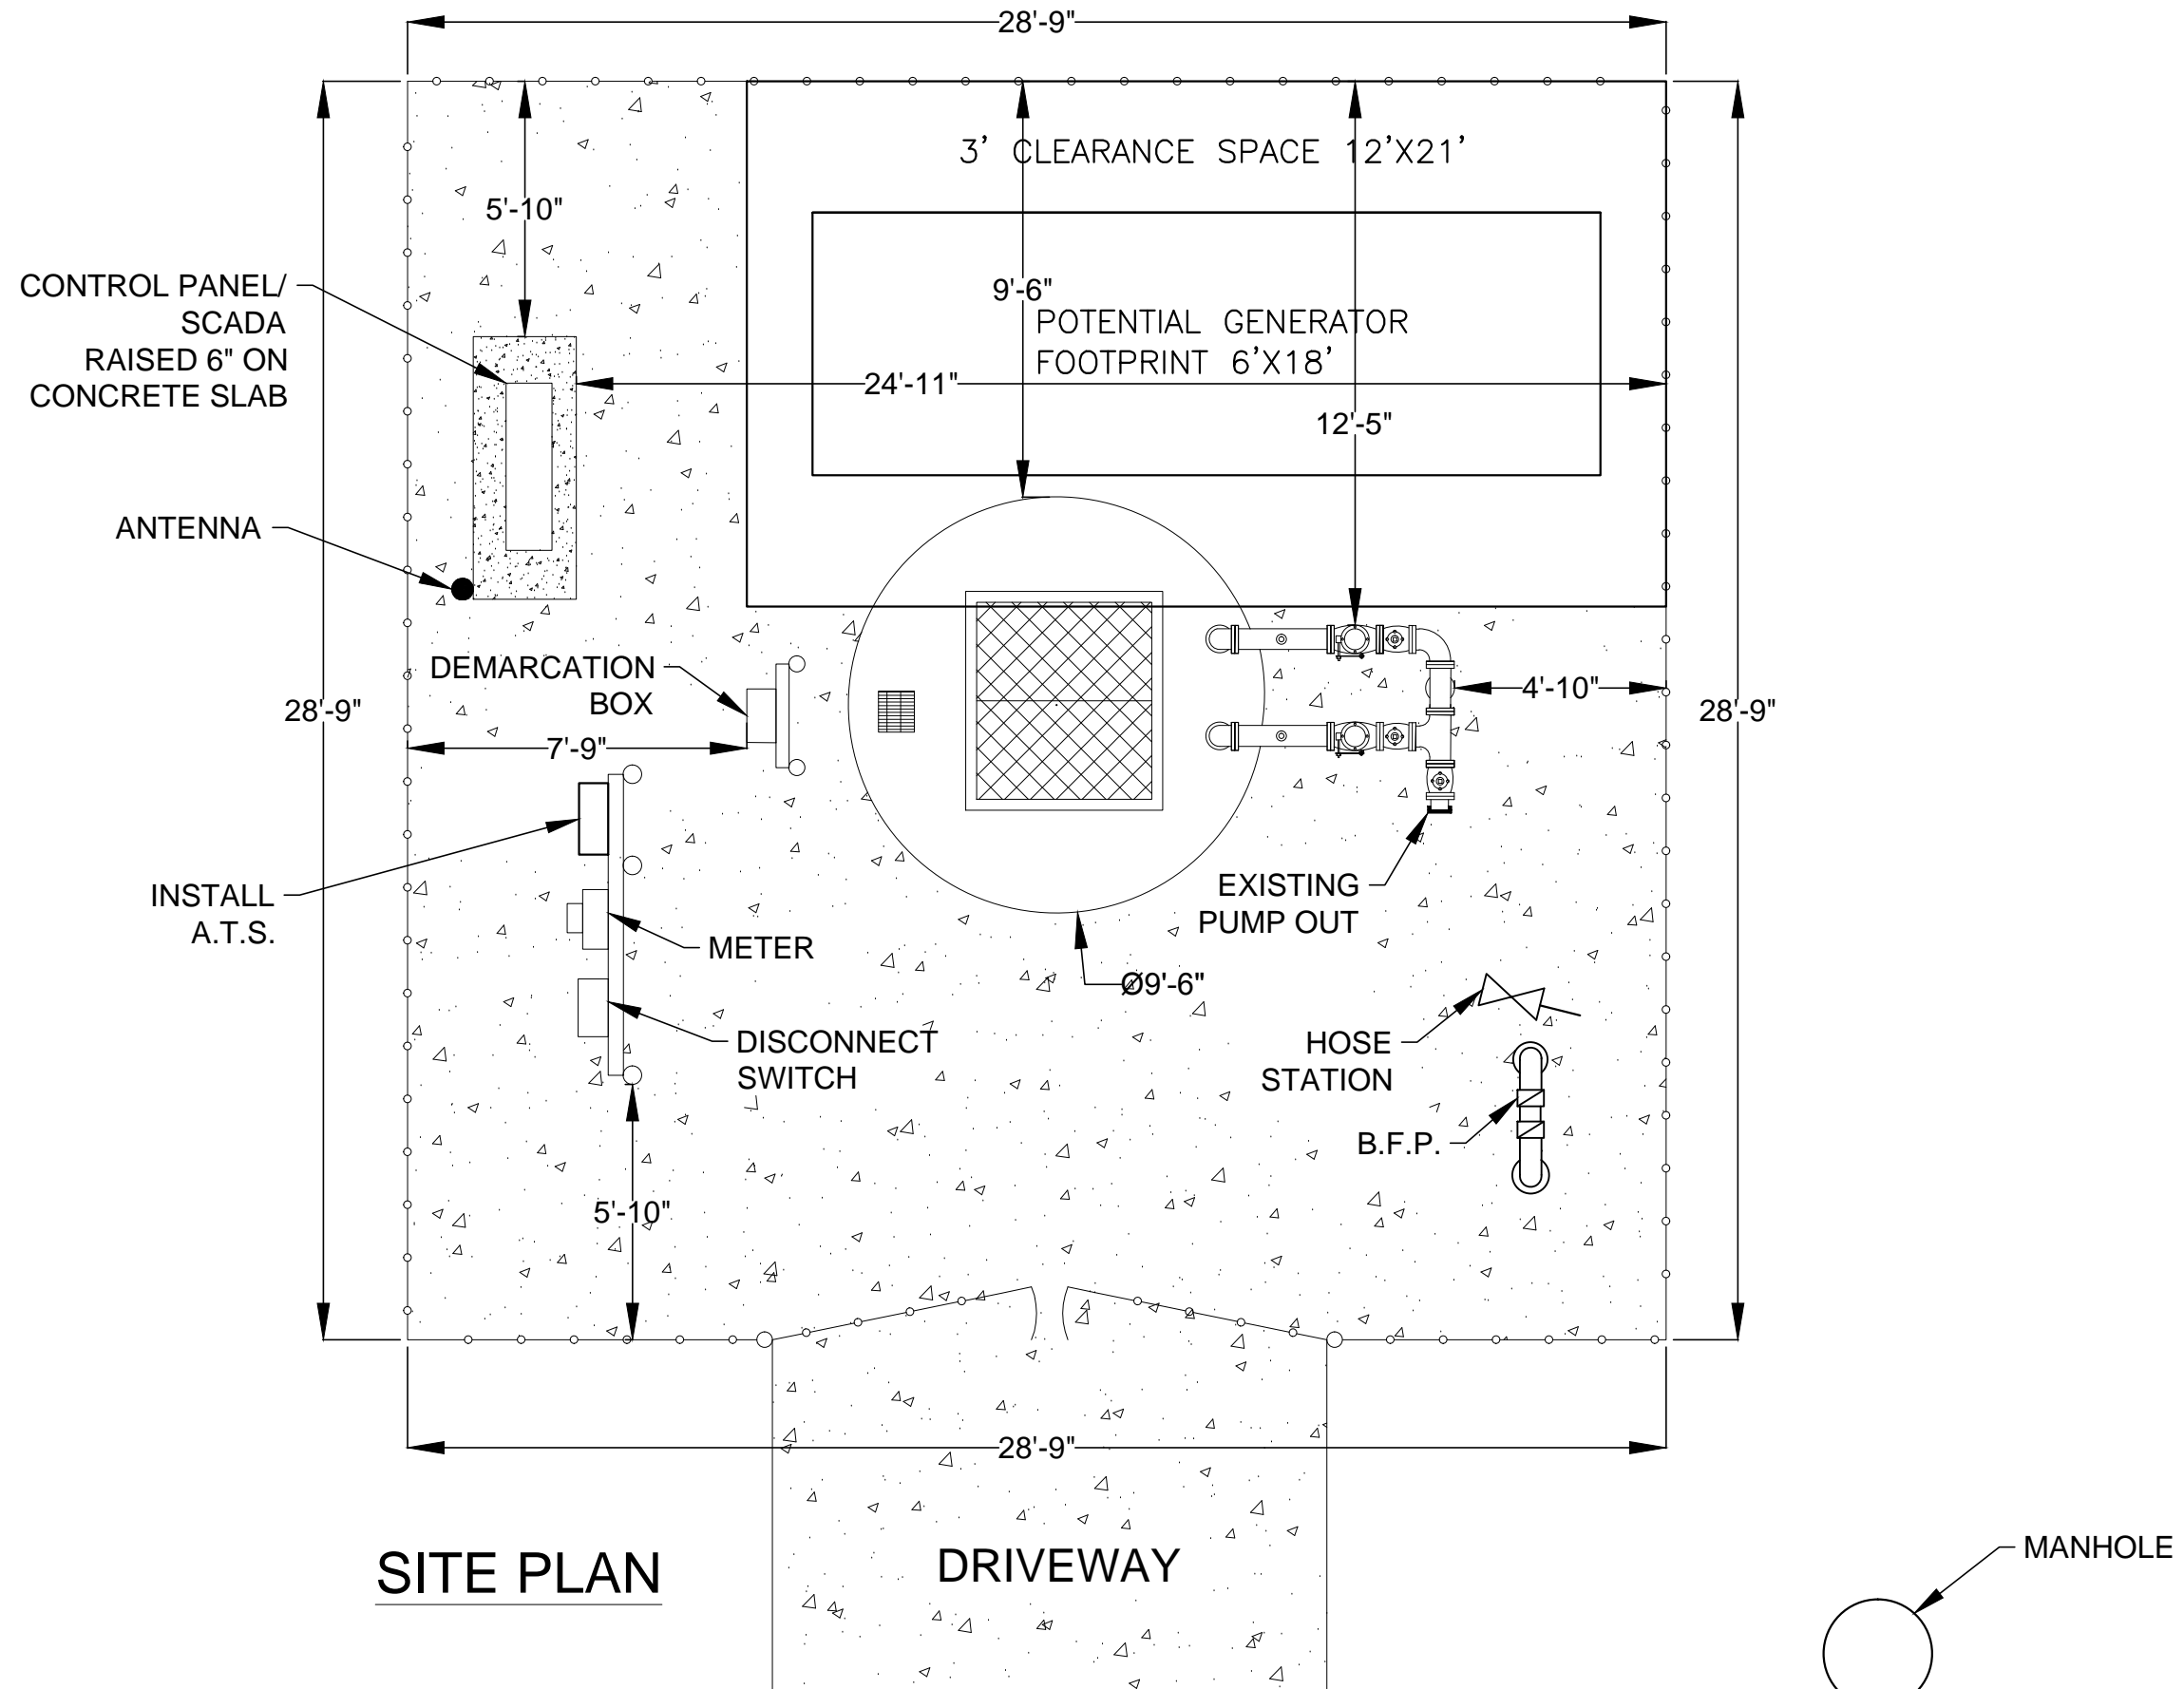 28'-9"
3' CLEARANCE SPACE 12'X21'
5'-10"
CONTROL PANEL/
SCADA
RAISED 6" ON
CONCRETE SLAB
9'-6"
POTENTIAL GENERATOR
FOOTPRINT 6'X18'
24'-11"
12'-5"
ANTENNA
DEMARCATION
BOX
4'-10"
28'-9"
28'-9"
7'-9"
INSTALL
A.T.S.
EXISTING
PUMP OUT
METER
Ø9'-6"
DISCONNECT
SWITCH
HOSE
STATION
B.F.P.
5'-10"
28'-9"
SITE PLAN
DRIVEWAY
MANHOLE